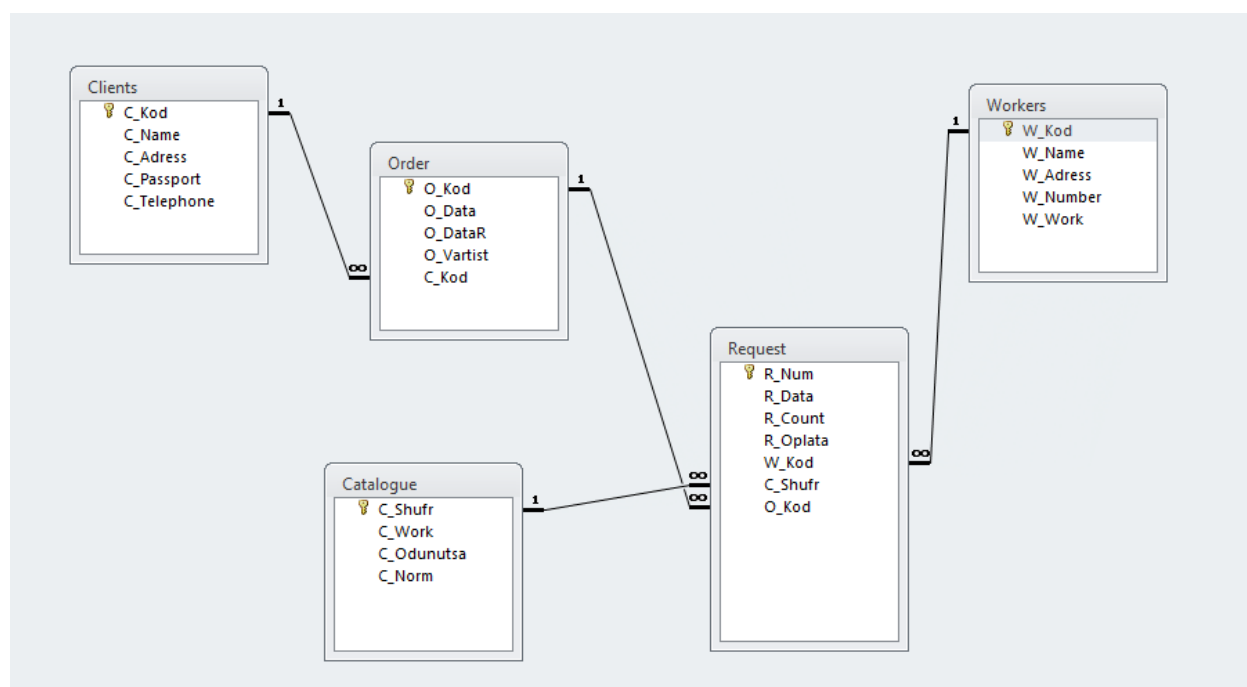 Clients
C_Kod
C_Name
C_Adress
C_Passport
C_Telephone
1
∞
Order
O_Kod
O_Data
O_DataR
O_Vartist
C_Kod
1
Workers
W_Kod
W_Name
W_Adress
W_Number
W_Work
1
Request
R_Num
R_Data
R_Count
R_Oplata
W_Kod
C_Shufr
O_Kod
∞
∞
∞
Catalogue
C_Shufr
C_Work
C_Odunutsa
C_Norm
1